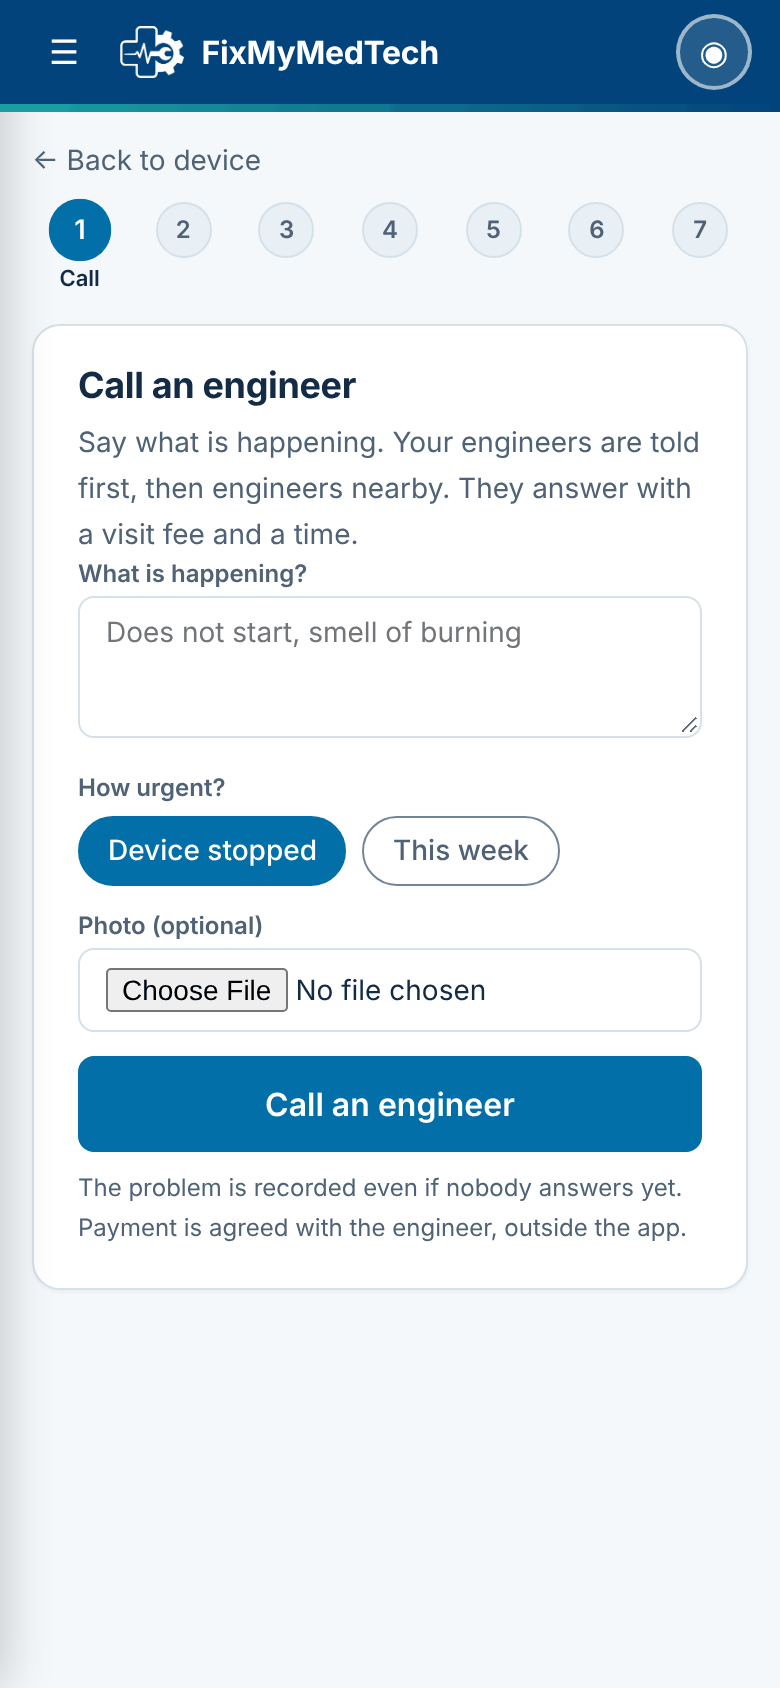 ☰ FixMyMedTech
← Back to device
1 2 3 4 5 6 7
Call
Call an engineer
Say what is happening. Your engineers are told
first, then engineers nearby. They answer with
a visit fee and a time.
What is happening?
Does not start, smell of burning
How urgent?
Device stopped This week
Photo (optional)
Choose File No file chosen
Call an engineer
The problem is recorded even if nobody answers yet.
Payment is agreed with the engineer, outside the app.